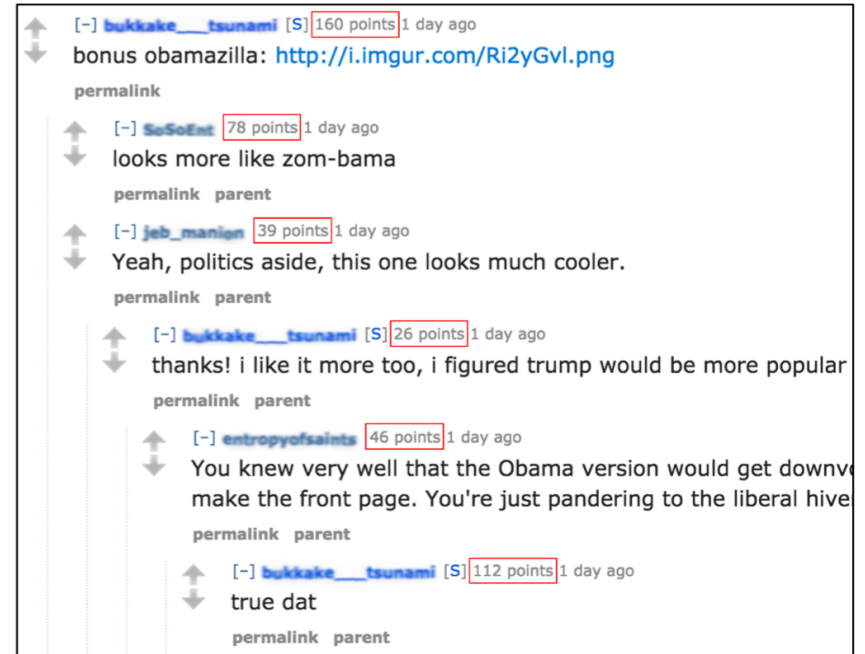 [-] bukkake___tsunami [S] 160 points 1 day ago
bonus obamazilla: http://i.imgur.com/Ri2yGvl.png
permalink
[-] SoSoEnt 78 points 1 day ago
looks more like zom-bama
permalink parent
[-] jeb_manion 39 points 1 day ago
Yeah, politics aside, this one looks much cooler.
permalink parent
[-] bukkake___tsunami [S] 26 points 1 day ago
thanks! i like it more too, i figured trump would be more popular
permalink parent
[-] entropyofsaints 46 points 1 day ago
You knew very well that the Obama version would get downv
make the front page. You're just pandering to the liberal hive
permalink parent
[-] bukkake___tsunami [S] 112 points 1 day ago
true dat
permalink parent